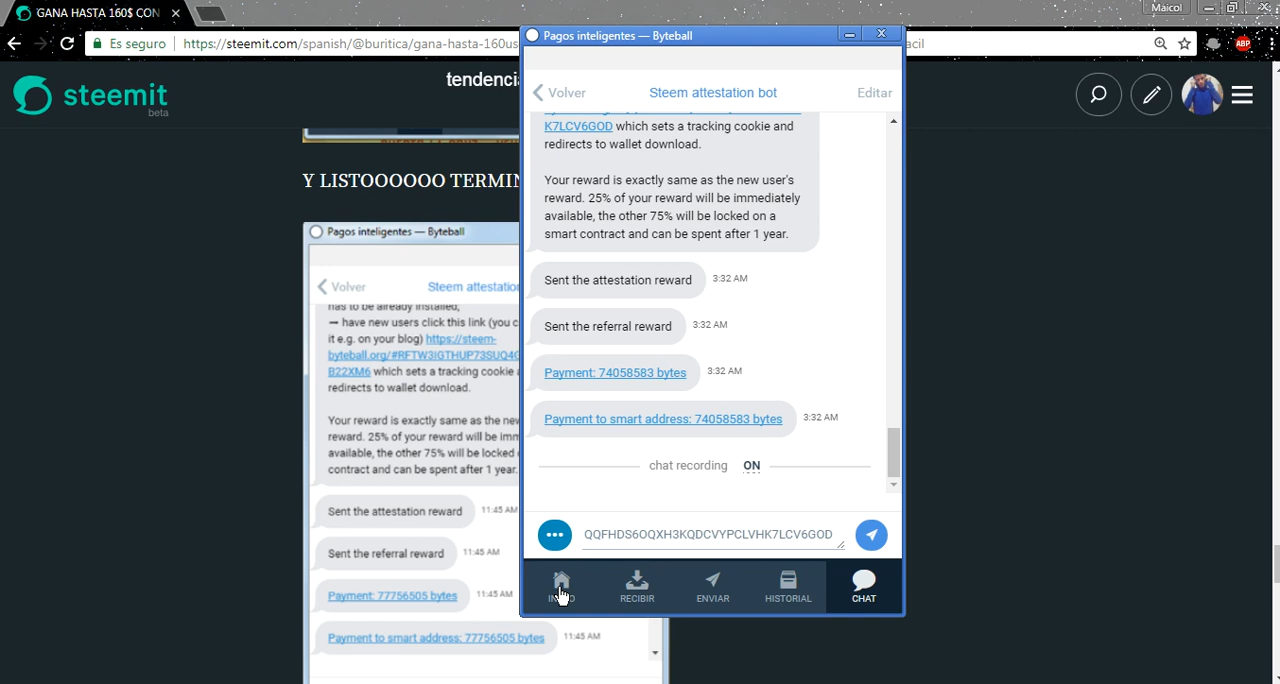 GANA HASTA 160$ CON
Maicol
Es seguro
https://steemit.com/spanish/@buritica/gana-hasta-160us
acil
ABP
steemit
beta
tendencia
Y LISTOOOOOO TERMIN
Pagos inteligentes — Byteball
Volver
Steem attestatio
has to be already installed,
→ have new users click this link (you c
it e.g. on your blog) https://steem-
byteball.org/#RFTW3IGTHUP73SUQ4G
B22XM6 which sets a tracking cookie a
redirects to wallet download.
Your reward is exactly same as the new
reward. 25% of your reward will be imm
available, the other 75% will be locked
contract and can be spent after 1 year.
Sent the attestation reward
11:45 AM
Sent the referral reward
11:45 AM
Payment: 77756505 bytes
11:45 AM
Payment to smart address: 77756505 bytes
11:45 AM
Pagos inteligentes — Byteball
Volver
Steem attestation bot
Editar
K7LCV6GOD which sets a tracking cookie and
redirects to wallet download.
Your reward is exactly same as the new user's
reward. 25% of your reward will be immediately
available, the other 75% will be locked on a
smart contract and can be spent after 1 year.
Sent the attestation reward
3:32 AM
Sent the referral reward
3:32 AM
Payment: 74058583 bytes
3:32 AM
Payment to smart address: 74058583 bytes
3:32 AM
chat recording ON
QQFHDS6OQXH3KQDCVYPCLVHK7LCV6GOD
RECIBIR
ENVIAR
HISTORIAL
CHAT